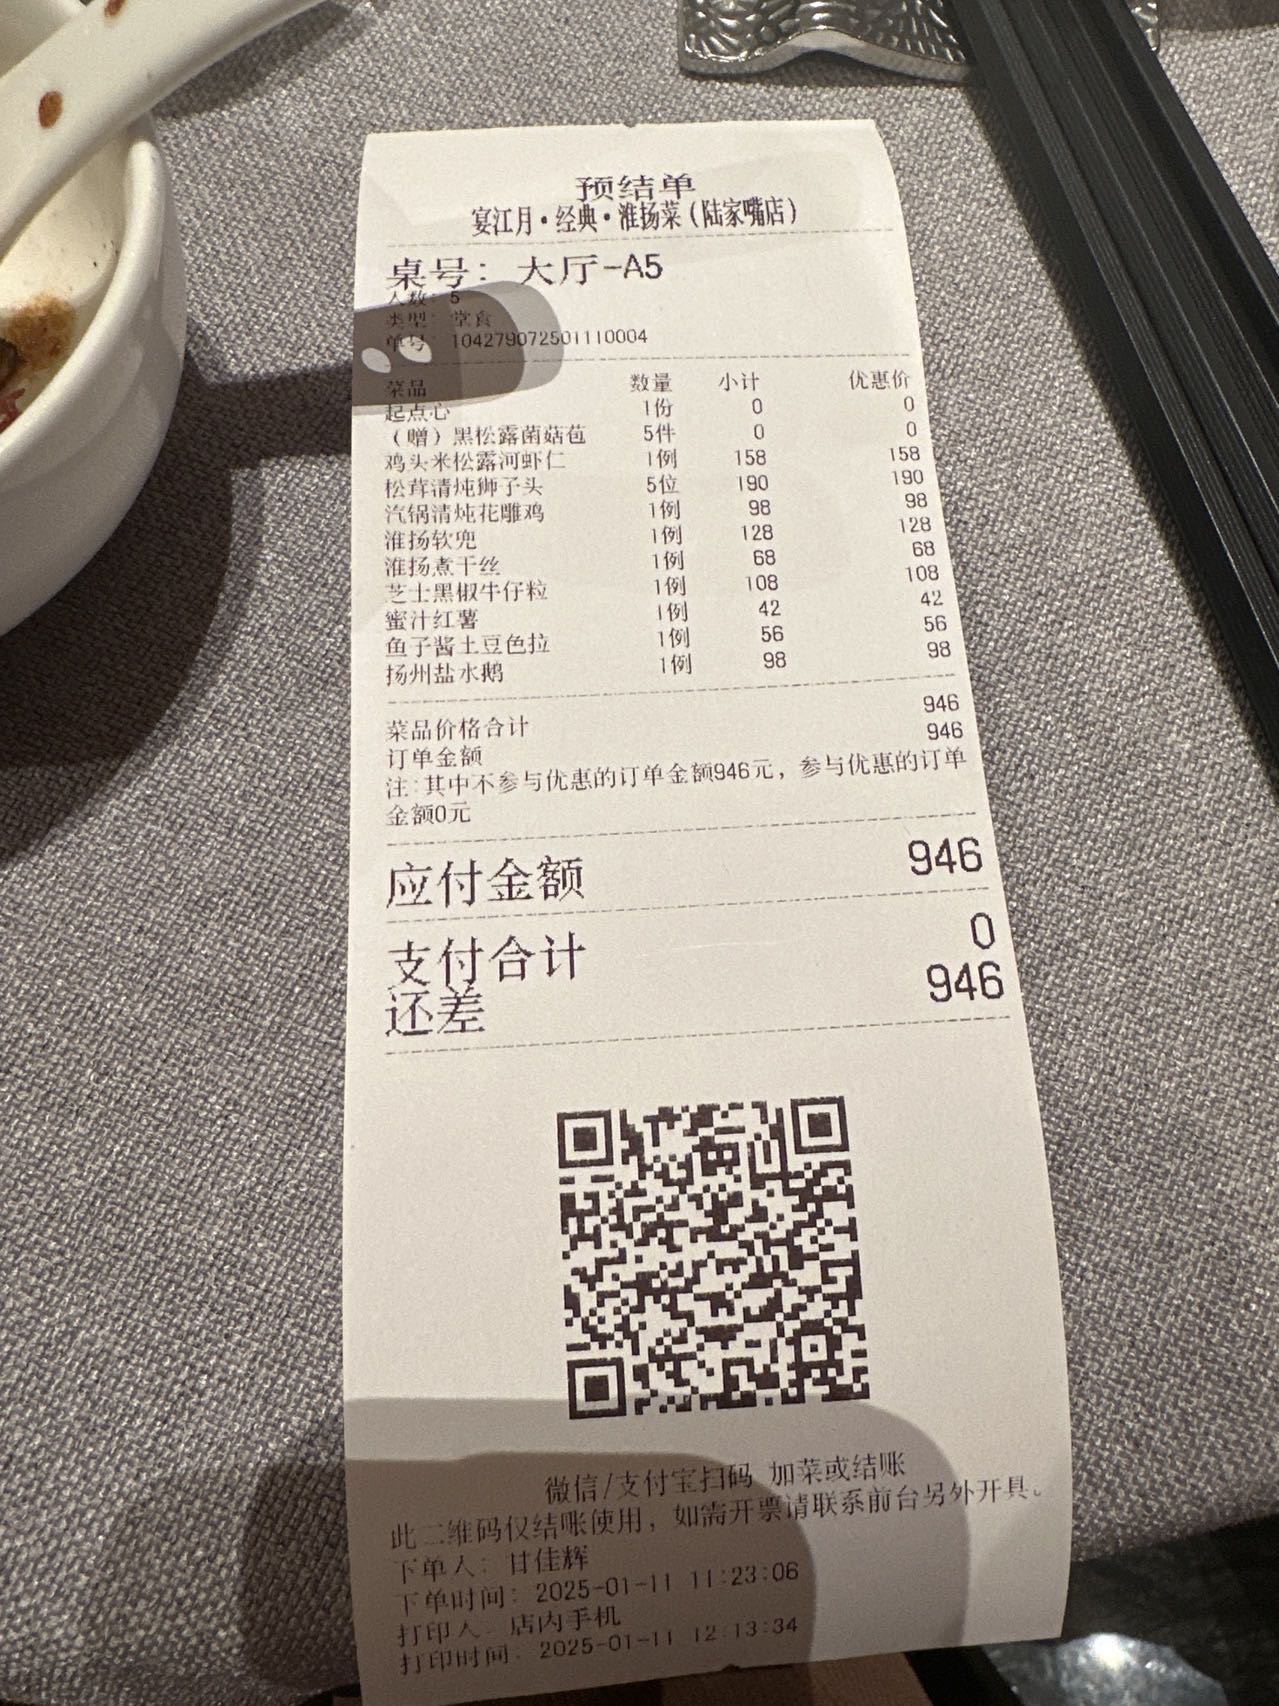 预结单
宴江月·经典·淮扬菜(陆家嘴店)
桌号: 大厅-A5
人数: 5
类型: 堂食
单号: 104279072501110004
菜品 数量 小计 优惠价
起点心 1份 0 0
(赠)黑松露菌菇苞 5件 0 0
鸡头米松露河虾仁 1例 158 158
松茸清炖狮子头 5位 190 190
汽锅清炖花雕鸡 1例 98 98
淮扬软兜 1例 128 128
淮扬煮干丝 1例 68 68
芝士黑椒牛仔粒 1例 108 108
蜜汁红薯 1例 42 42
鱼子酱土豆色拉 1例 56 56
扬州盐水鹅 1例 98 98
菜品价格合计 946
订单金额 946
注:其中不参与优惠的订单金额946元，参与优惠的订单
金额0元
应付金额 946
支付合计 0
还差 946
微信/支付宝扫码 加菜或结账
此二维码仅结账使用，如需开票请联系前台另外开具。
下单人: 甘佳辉
下单时间: 2025-01-11 11:23:06
打印人: 店内手机
打印时间: 2025-01-11 12:13:34